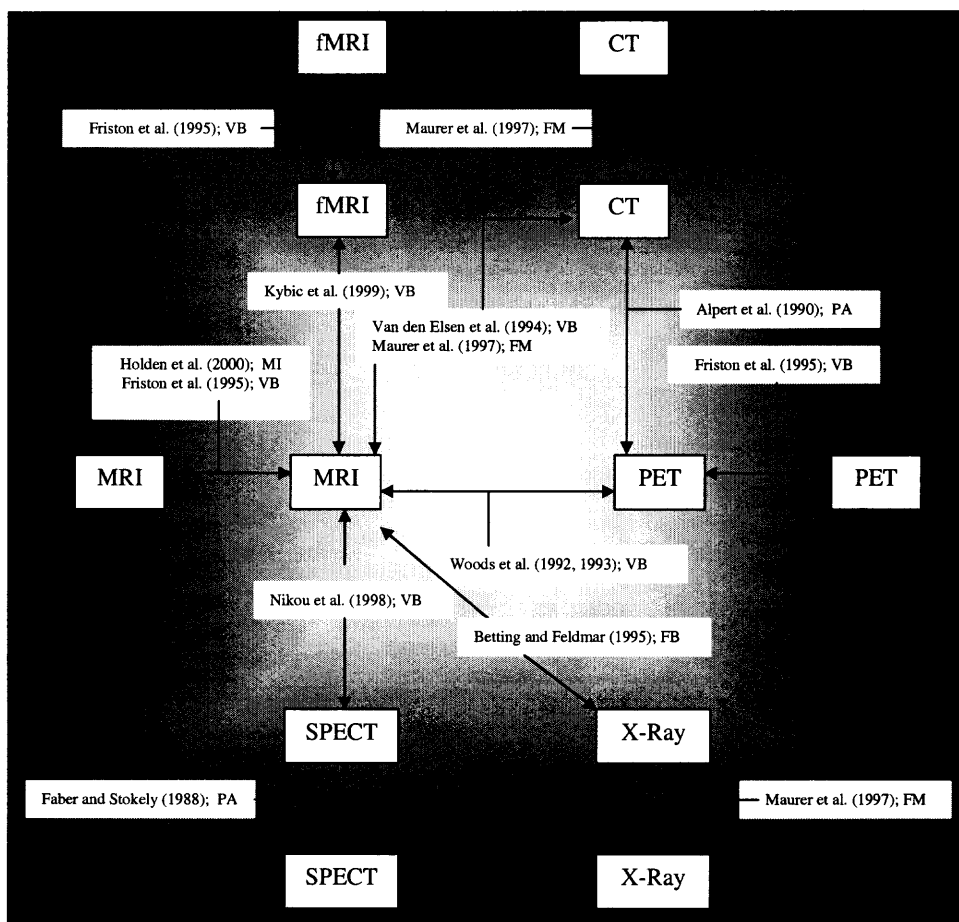 fMRI
CT
Friston et al. (1995); VB
Maurer et al. (1997); FM
fMRI
CT
Kybic et al. (1999); VB
Alpert et al. (1990); PA
Van den Elsen et al. (1994); VB
Maurer et al. (1997); FM
Holden et al. (2000); MI
Friston et al. (1995); VB
Friston et al. (1995); VB
MRI
MRI
PET
PET
Woods et al. (1992, 1993); VB
Nikou et al. (1998); VB
Betting and Feldmar (1995); FB
SPECT
X-Ray
Faber and Stokely (1988); PA
Maurer et al. (1997); FM
SPECT
X-Ray